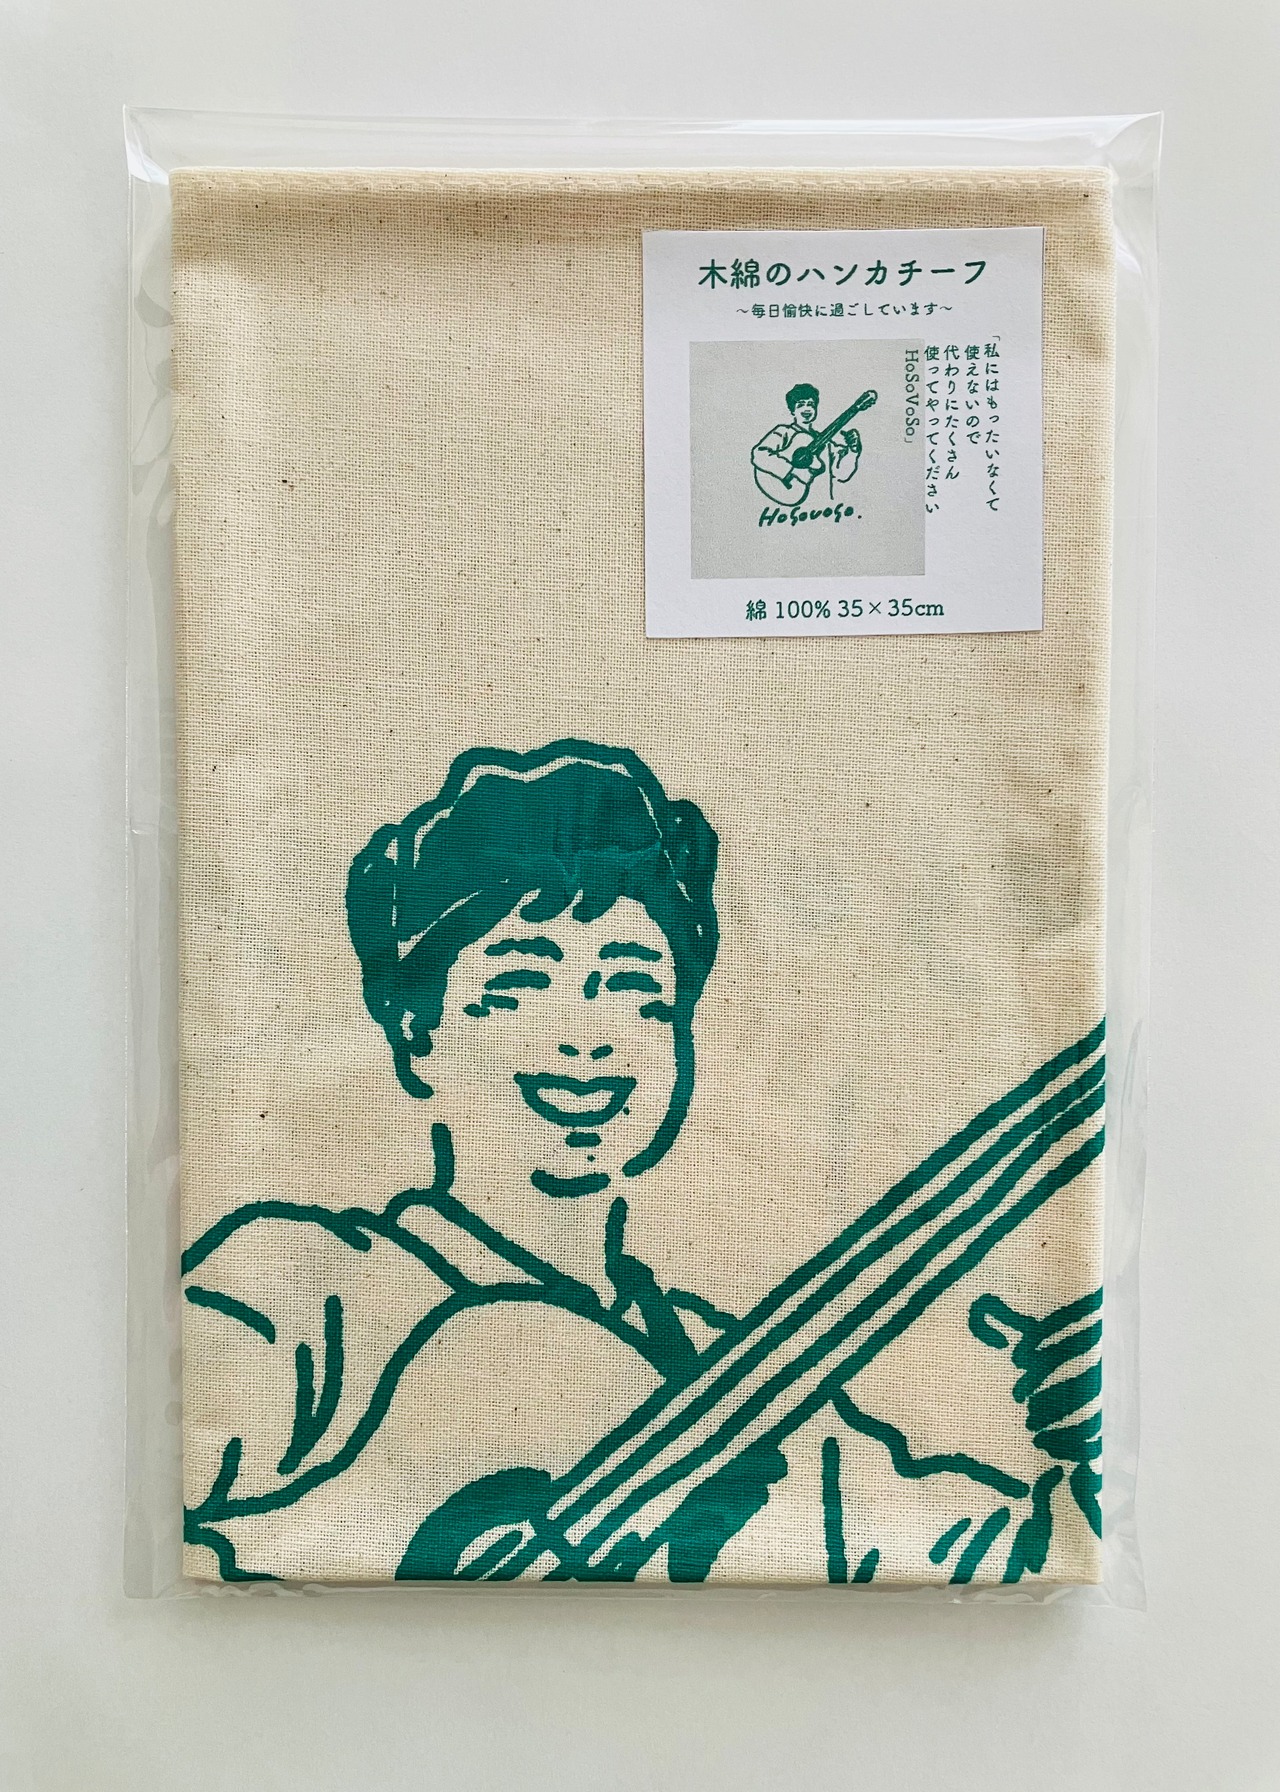 木綿のハンカチーフ
～毎日愉快に過ごしています～
「私にはもったいなくて
使えないので
代わりにたくさん
使ってやってください
HoSoVoSo」
HoSovoSo.
綿 100% 35×35cm